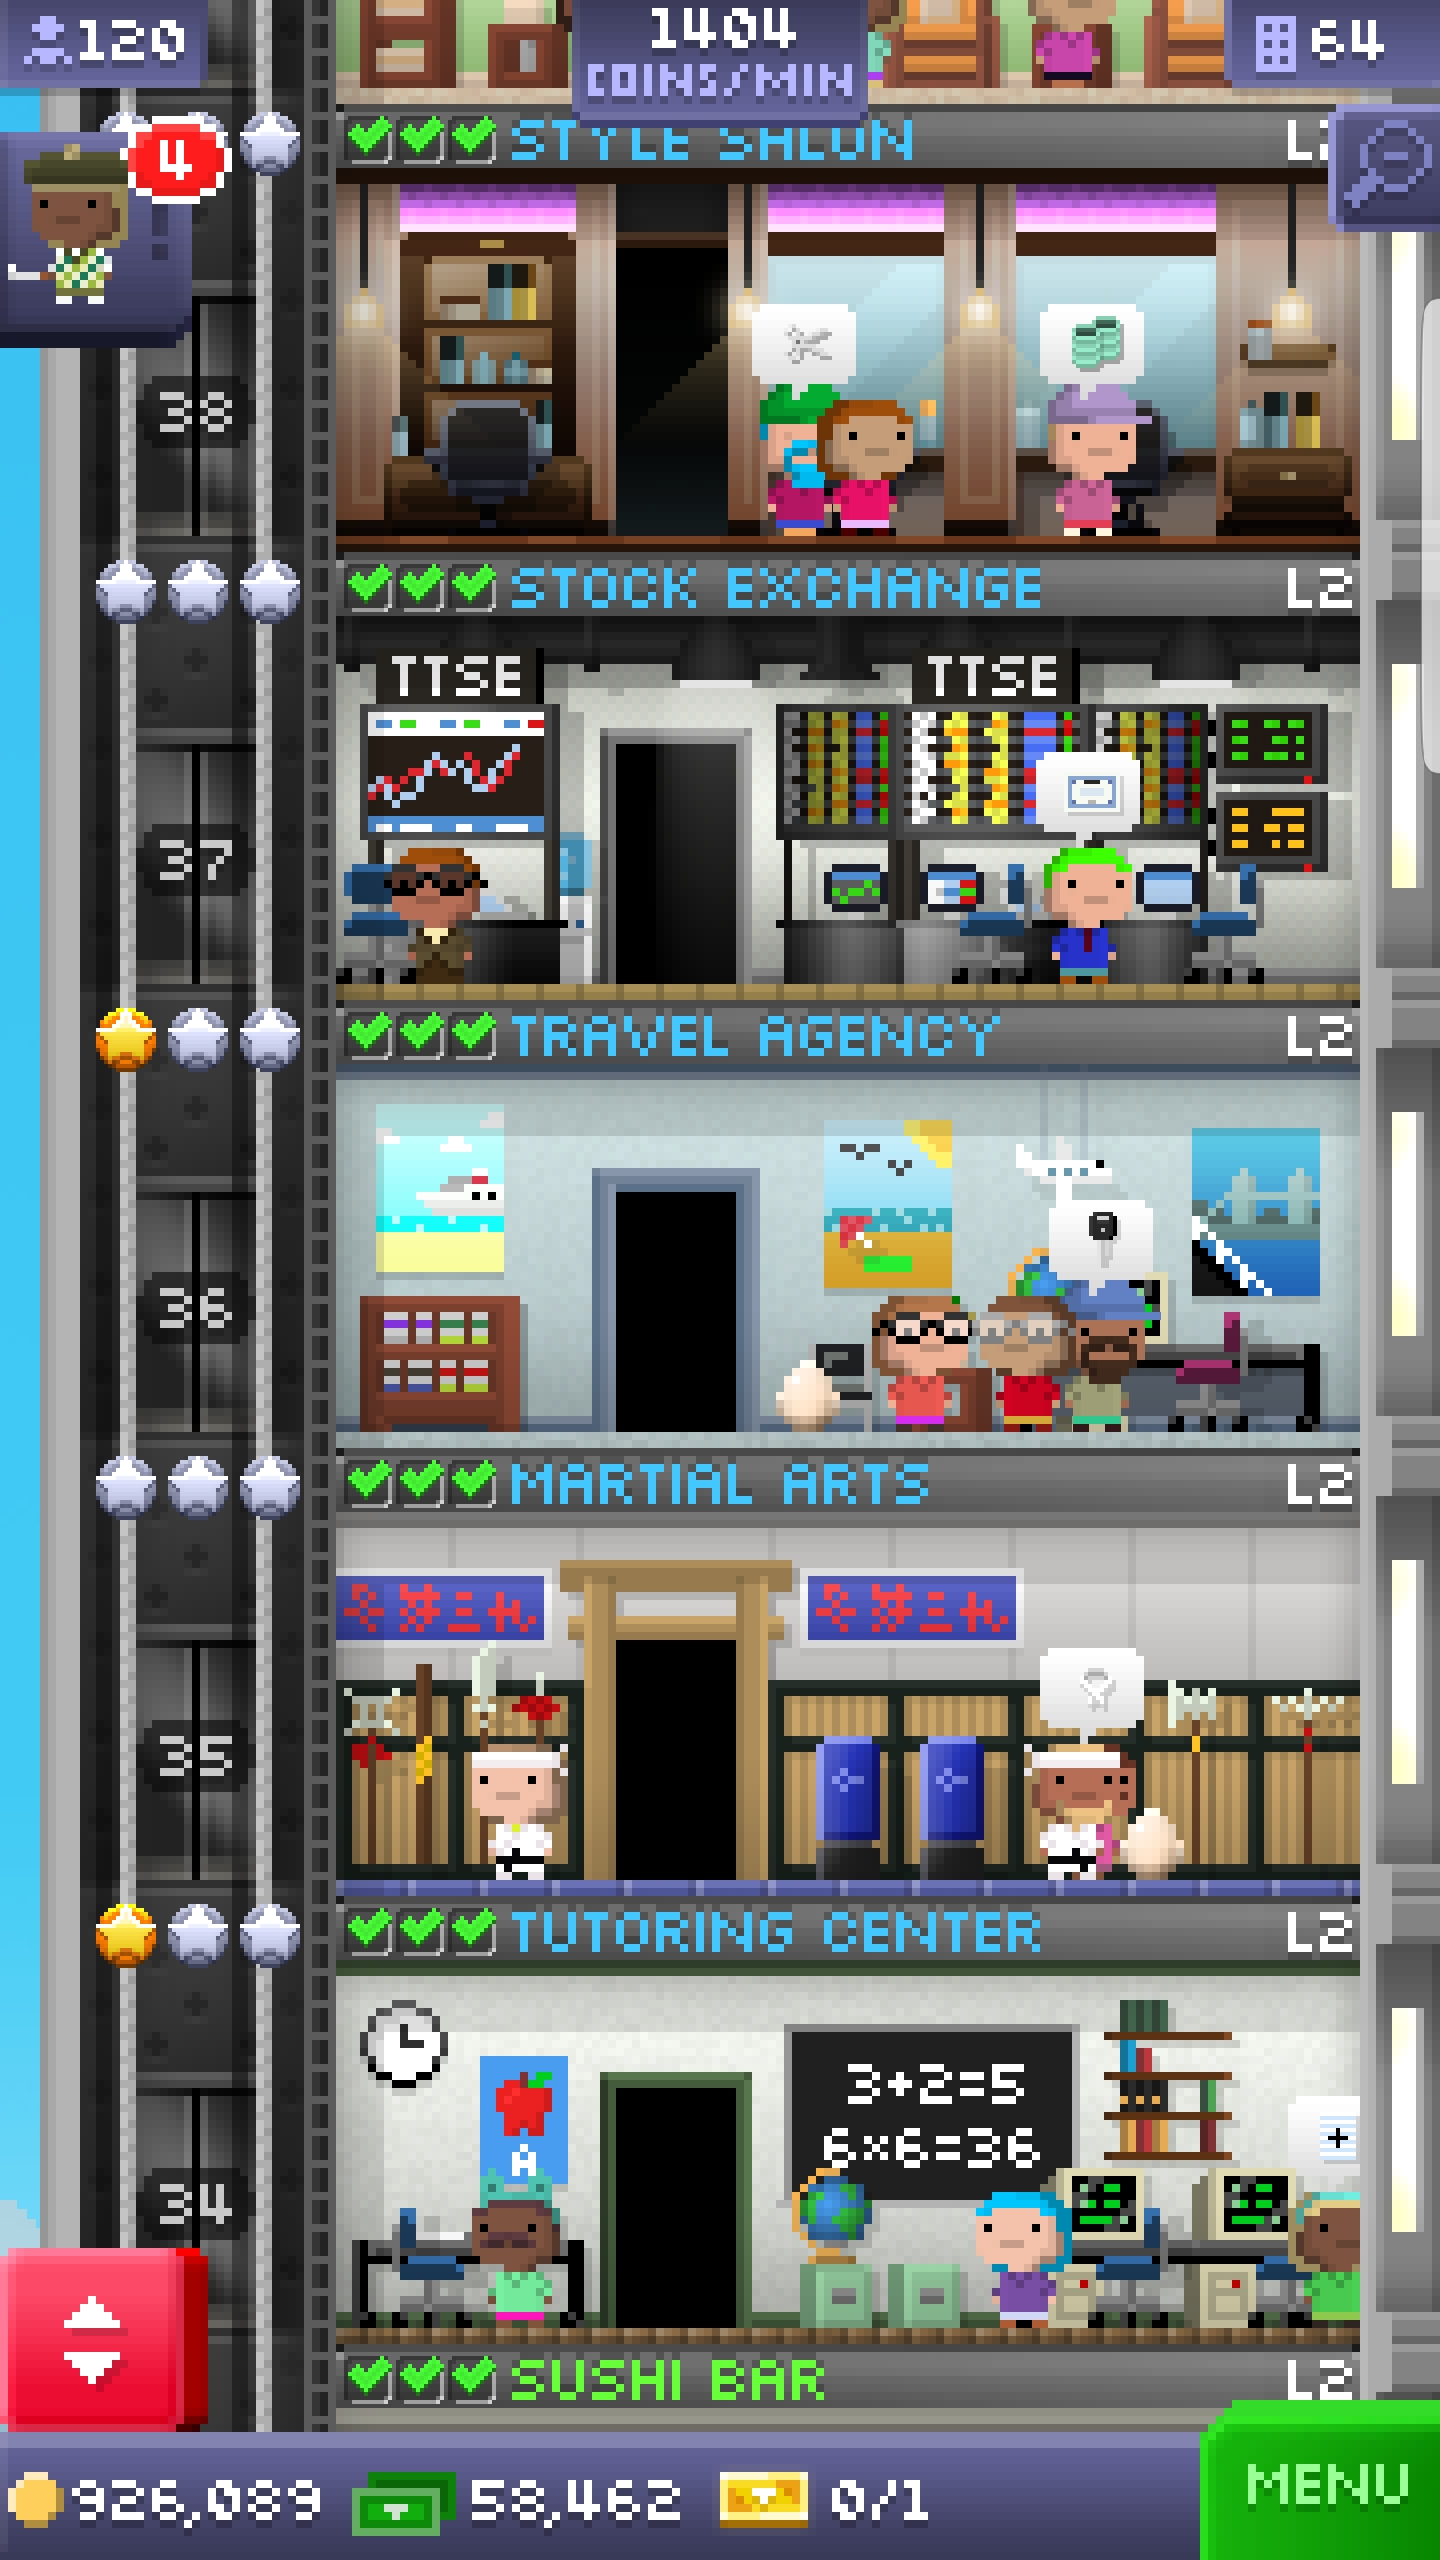 120
1404
COINS/MIN
64
4
STYLE SALON
38
STOCK EXCHANGE L2
TTSE
TTSE
37
TRAVEL AGENCY L2
36
MARTIAL ARTS L2
35
TUTORING CENTER L2
3+2=5
6×6=36
A
34
SUSHI BAR L2
926,089
58,462
0/1
MENU